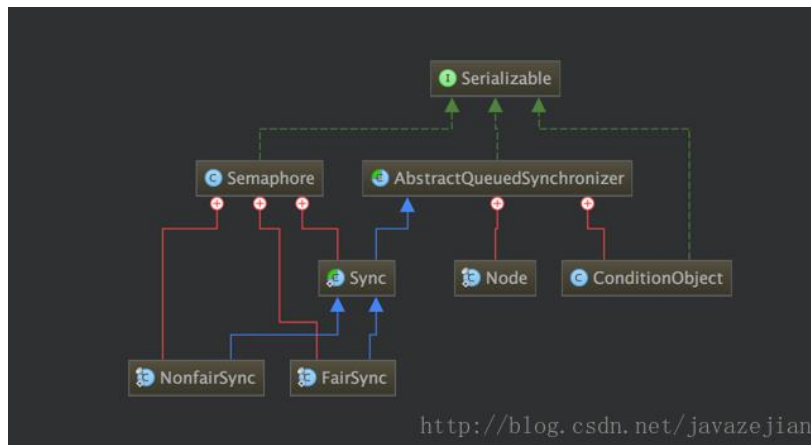 Serializable
Semaphore
AbstractQueuedSynchronizer
Sync
Node
ConditionObject
NonfairSync
FairSync
http://blog.csdn.net/javazejian